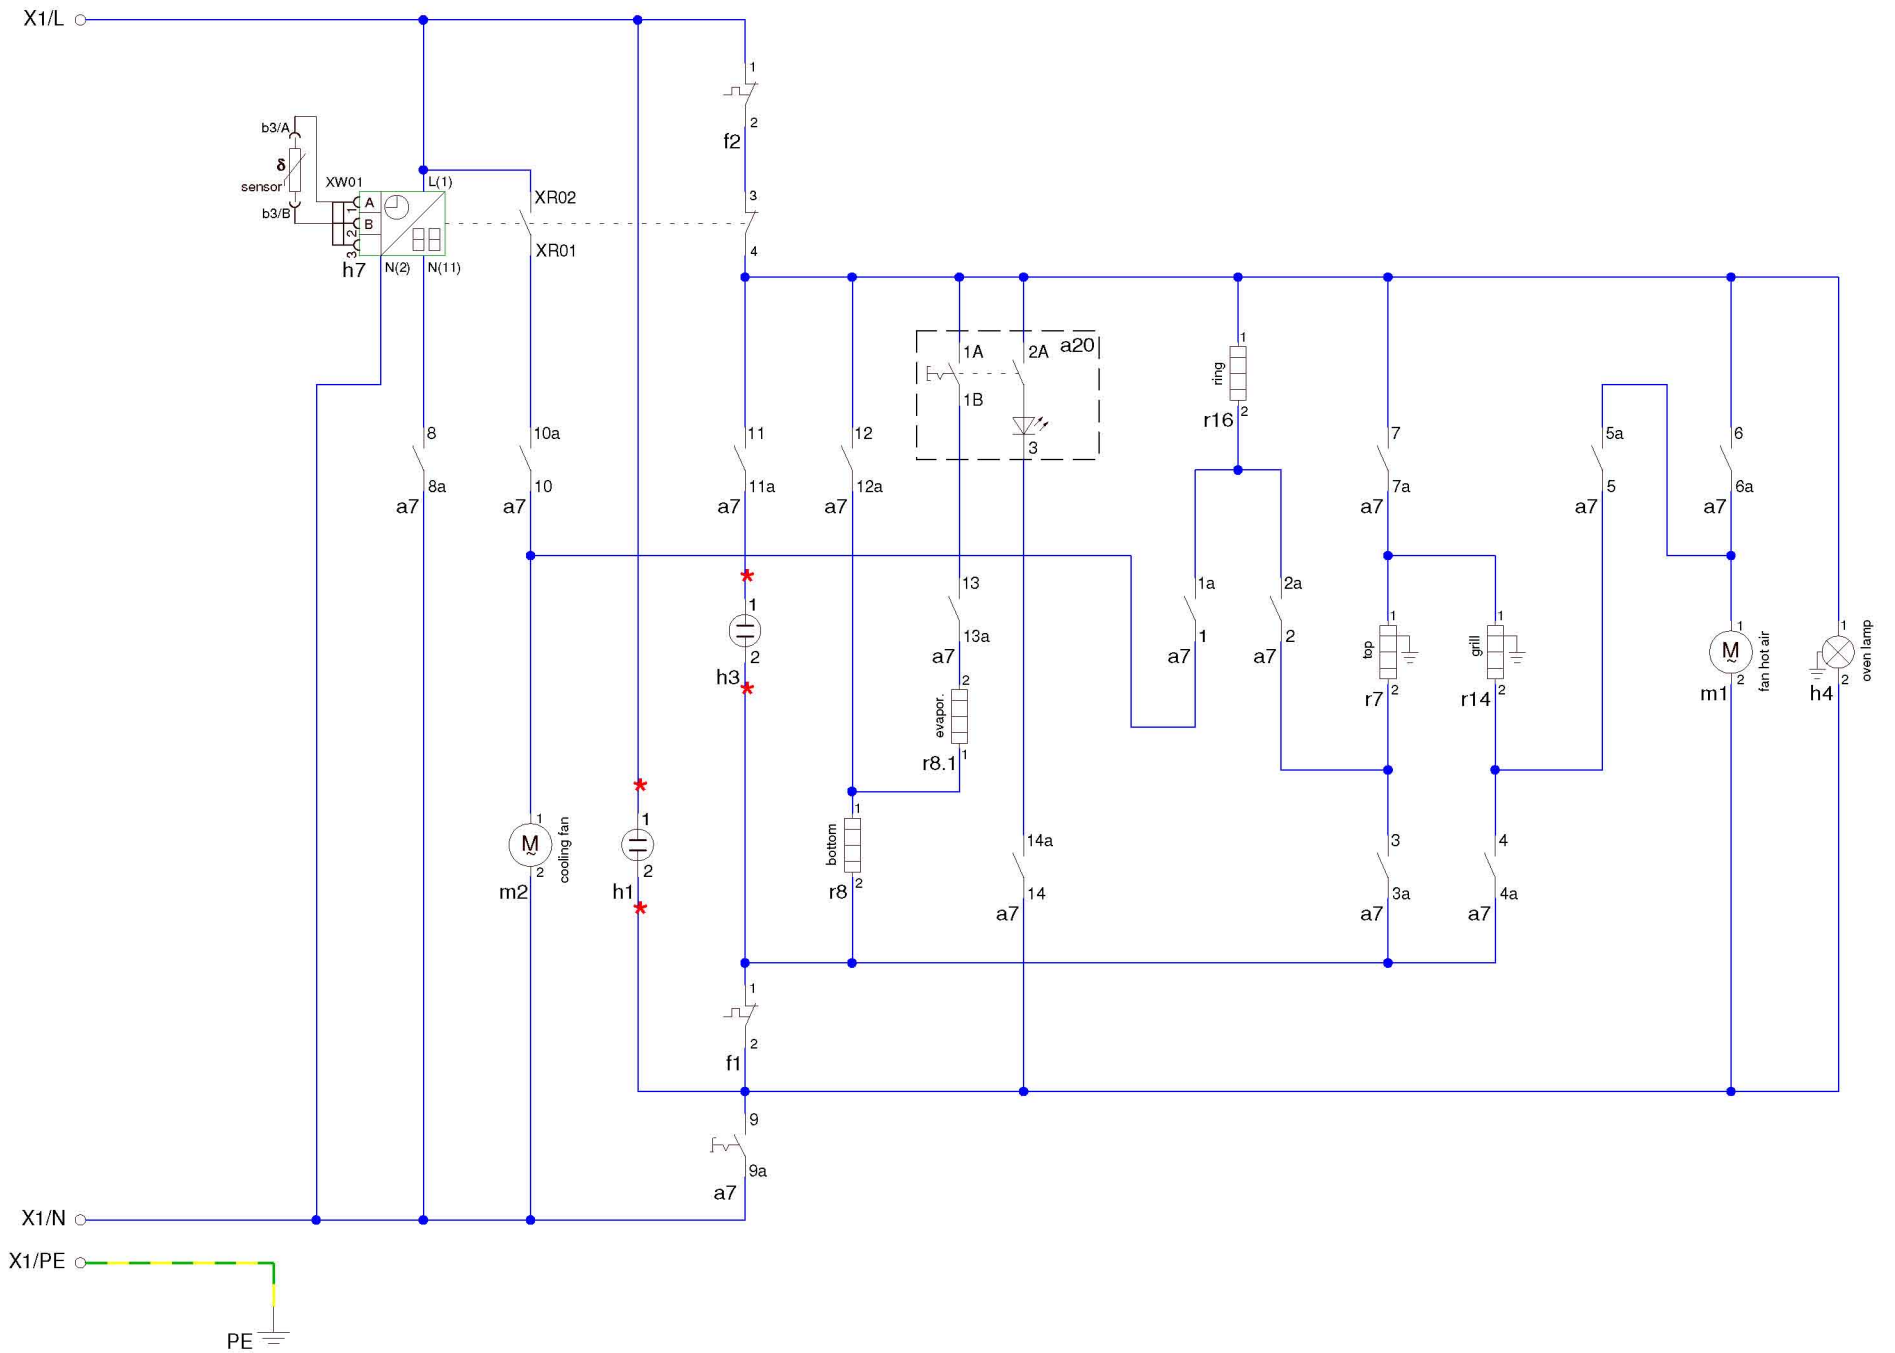 X1/L
1
2
f2
b3/A
δ
sensor
b3/B
XW01
L(1)
A
1
B
2
3
h7
N(2)
N(11)
XR02
XR01
3
4
1A
2A
a20
1B
3
1
ring
r16
2
8
8a
a7
10a
10
a7
11
11a
a7
12
12a
a7
7
7a
a7
5a
5
a7
6
6a
a7
*
1
2
h3
*
13
13a
a7
2
evapor.
r8.1
1
1a
1
a7
2a
2
a7
1
top
r7
2
1
grill
r14
2
1
M
~
2
m1
fan hot air
1
2
h4
oven lamp
1
M
~
2
m2
cooling fan
*
1
2
h1
*
1
bottom
r8
2
14a
14
a7
3
3a
a7
4
4a
a7
1
2
f1
9
9a
a7
X1/N
X1/PE
PE